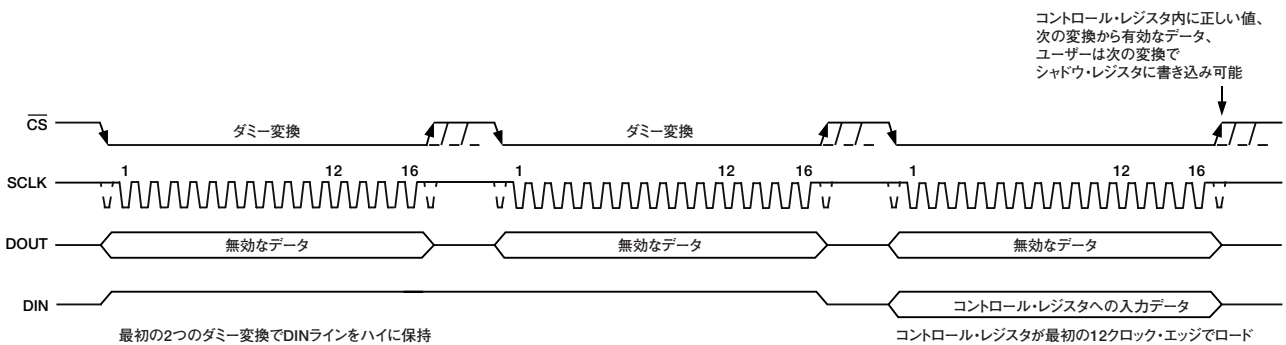 コントロール・レジスタ内に正しい値、
次の変換から有効なデータ、
ユーザーは次の変換で
シャドウ・レジスタに書き込み可能
CS ダミー変換 ダミー変換
SCLK 1 12 16 1 12 16 1 12 16
DOUT 無効なデータ 無効なデータ 無効なデータ
DIN コントロール・レジスタへの入力データ
最初の2つのダミー変換でDINラインをハイに保持 コントロール・レジスタが最初の12クロック・エッジでロード